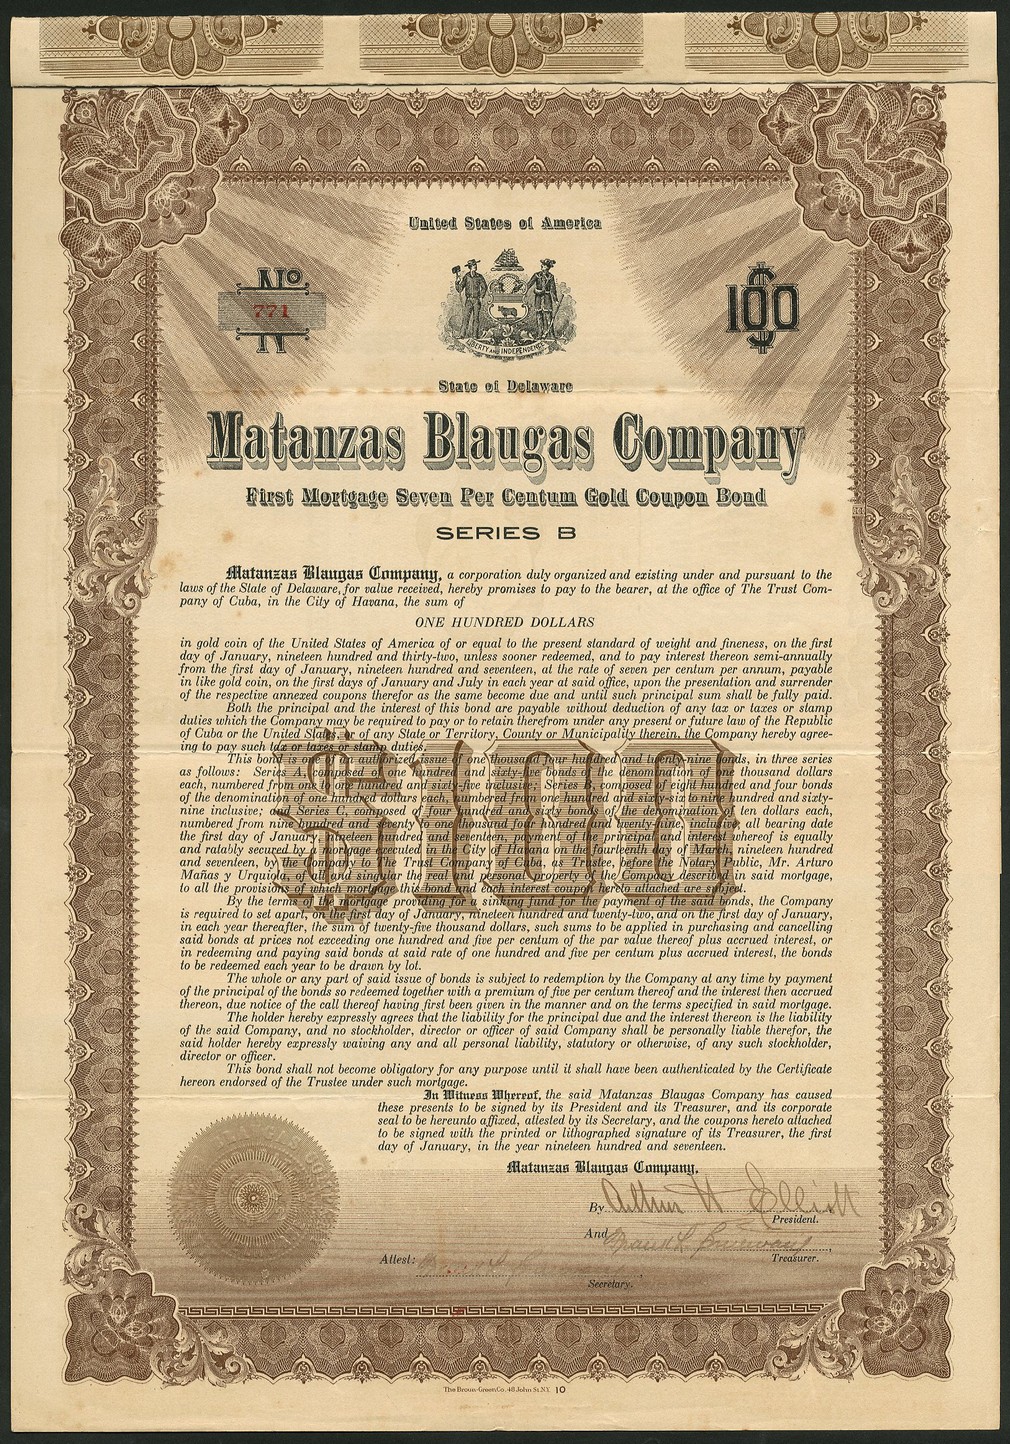 United States of America
No
771
$100
LIBERTY AND INDEPENDENCE
State of Delaware
Matanzas Blaugas Company
First Mortgage Seven Per Centum Gold Coupon Bond
SERIES B
Matanzas Blaugas Company, a corporation duly organized and existing under and pursuant to the
laws of the State of Delaware, for value received, hereby promises to pay to the bearer, at the office of The Trust Com-
pany of Cuba, in the City of Havana, the sum of
ONE HUNDRED DOLLARS
in gold coin of the United States of America of or equal to the present standard of weight and fineness, on the first
day of January, nineteen hundred and thirty-two, unless sooner redeemed, and to pay interest thereon semi-annually
from the first day of January, nineteen hundred and seventeen, at the rate of seven per centum per annum, payable
in like gold coin, on the first days of January and July in each year at said office, upon the presentation and surrender
of the respective annexed coupons therefor as the same become due and until such principal sum shall be fully paid.
Both the principal and the interest of this bond are payable without deduction of any tax or taxes or stamp
duties which the Company may be required to pay or to retain therefrom under any present or future law of the Republic
of Cuba or the United States, or of any State or Territory, County or Municipality therein, the Company hereby agree-
ing to pay such tax or taxes or stamp duties.
This bond is one of an authorized issue of one thousand four hundred and twenty-nine bonds, in three series
as follows: Series A, composed of one hundred and sixty-five bonds of the denomination of one thousand dollars
each, numbered from one to one hundred and sixty-five inclusive; Series B, composed of eight hundred and four bonds
of the denomination of one hundred dollars each, numbered from one hundred and sixty-six to nine hundred and sixty-
nine inclusive; and Series C, composed of four hundred and sixty bonds of the denomination of ten dollars each,
numbered from nine hundred and seventy to one thousand four hundred and twenty-nine, inclusive, all bearing date
the first day of January, nineteen hundred and seventeen, payment of the principal and interest whereof is equally
and ratably secured by a mortgage executed in the City of Havana on the fourteenth day of March, nineteen hundred
and seventeen, by the Company to The Trust Company of Cuba, as Trustee, before the Notary Public, Mr. Arturo
Mañas y Urquiola, of all and singular the real and personal property of the Company described in said mortgage,
to all the provisions of which mortgage this bond and each interest coupon hereto attached are subject.
$100
By the terms of the mortgage providing for a sinking fund for the payment of the said bonds, the Company
is required to set apart, on the first day of January, nineteen hundred and twenty-two, and on the first day of January,
in each year thereafter, the sum of twenty-five thousand dollars, such sums to be applied in purchasing and cancelling
said bonds at prices not exceeding one hundred and five per centum of the par value thereof plus accrued interest, or
in redeeming and paying said bonds at said rate of one hundred and five per centum plus accrued interest, the bonds
to be redeemed each year to be drawn by lot.
The whole or any part of said issue of bonds is subject to redemption by the Company at any time by payment
of the principal of the bonds so redeemed together with a premium of five per centum thereof and the interest then accrued
thereon, due notice of the call thereof having first been given in the manner and on the terms specified in said mortgage.
The holder hereby expressly agrees that the liability for the principal due and the interest thereon is the liability
of the said Company, and no stockholder, director or officer of said Company shall be personally liable therefor, the
said holder hereby expressly waiving any and all personal liability, statutory or otherwise, of any such stockholder,
director or officer.
This bond shall not become obligatory for any purpose until it shall have been authenticated by the Certificate
hereon endorsed of the Trustee under such mortgage.
In Witness Whereof, the said Matanzas Blaugas Company has caused
these presents to be signed by its President and its Treasurer, and its corporate
seal to be hereunto affixed, attested by its Secretary, and the coupons hereto attached
to be signed with the printed or lithographed signature of its Treasurer, the first
day of January, in the year nineteen hundred and seventeen.
Matanzas Blaugas Company,
By Arthur H Elliott
President.
And
Treasurer.
Attest:
Secretary.
The Broun-Green Co. 48 John St. N.Y. 10